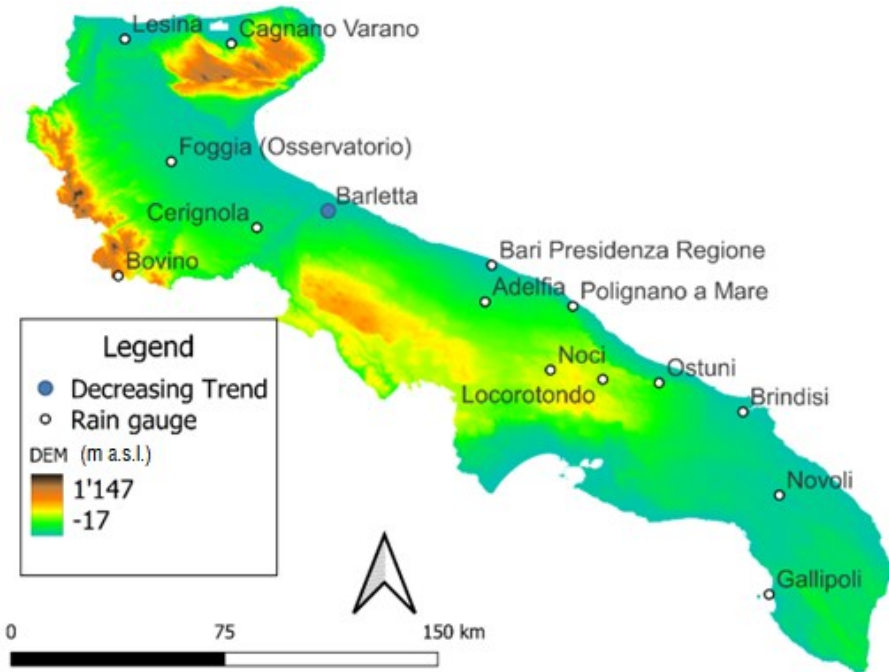 Lesina
Cagnano Varano
Foggia (Osservatorio)
Barletta
Cerignola
Bovino
Bari Presidenza Regione
Adelfia
Polignano a Mare
Noci
Locorotondo
Ostuni
Brindisi
Novoli
Gallipoli
Legend
Decreasing Trend
Rain gauge
DEM (m a.s.l.)
1'147
-17
0 75 150 km